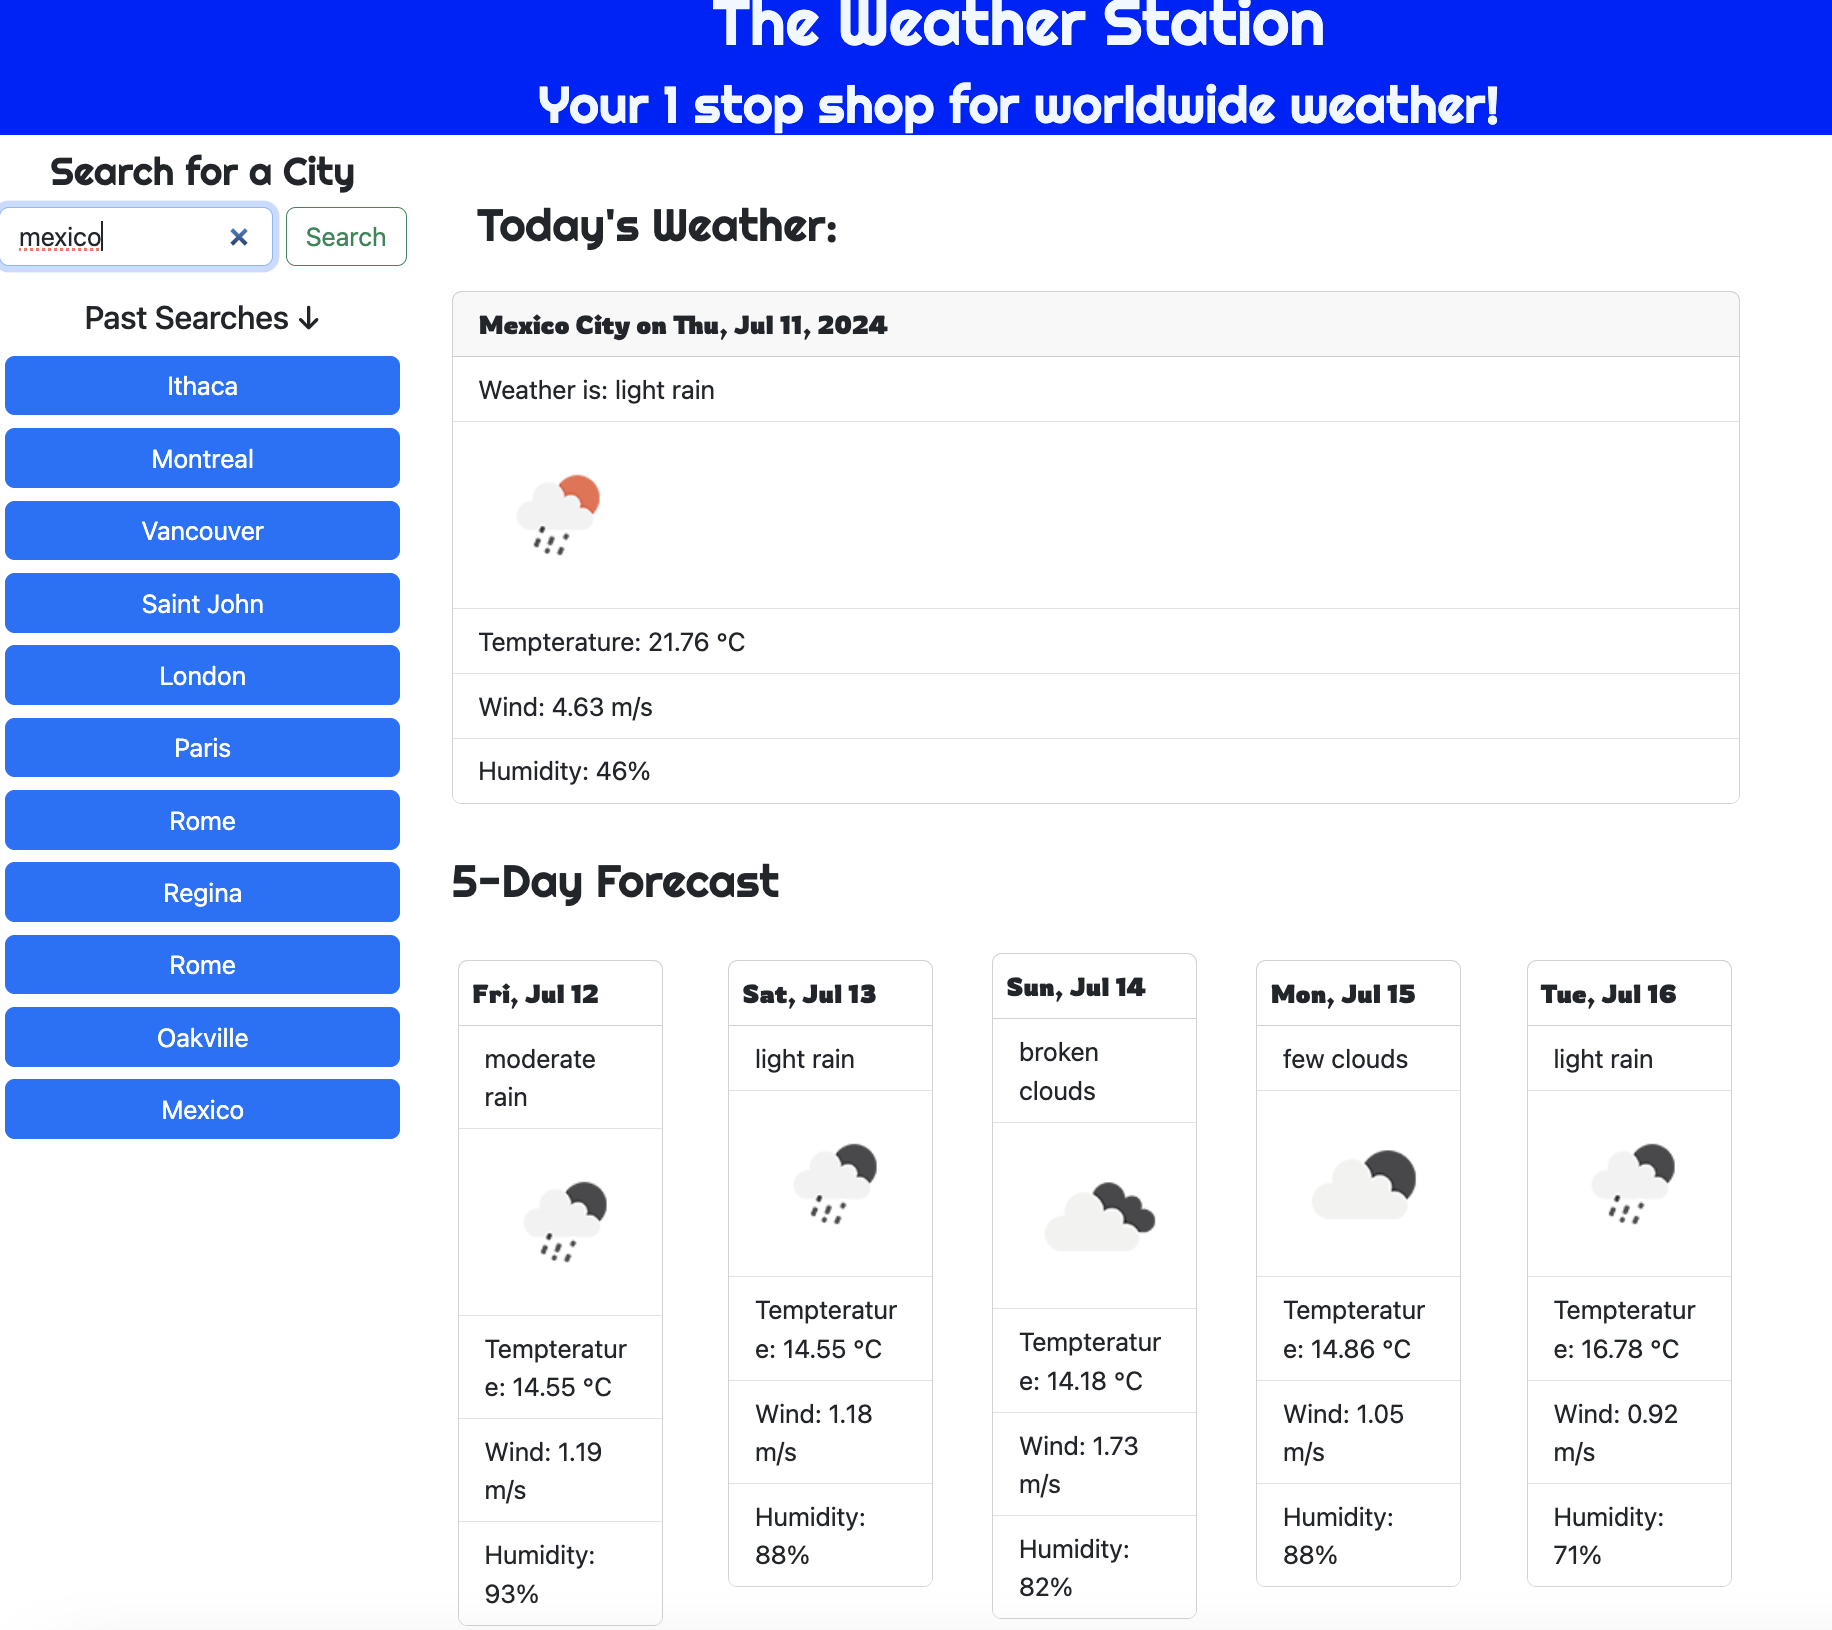 The Weather Station
Your 1 stop shop for worldwide weather!
Search for a City
mexico
Search
Past Searches ↓
Ithaca
Montreal
Vancouver
Saint John
London
Paris
Rome
Regina
Rome
Oakville
Mexico
Today's Weather:
Mexico City on Thu, Jul 11, 2024
Weather is: light rain
Tempterature: 21.76 °C
Wind: 4.63 m/s
Humidity: 46%
5-Day Forecast
Fri, Jul 12
moderate
rain
Tempteratur
e: 14.55 °C
Wind: 1.19
m/s
Humidity:
93%
Sat, Jul 13
light rain
Tempteratur
e: 14.55 °C
Wind: 1.18
m/s
Humidity:
88%
Sun, Jul 14
broken
clouds
Tempteratur
e: 14.18 °C
Wind: 1.73
m/s
Humidity:
82%
Mon, Jul 15
few clouds
Tempteratur
e: 14.86 °C
Wind: 1.05
m/s
Humidity:
88%
Tue, Jul 16
light rain
Tempteratur
e: 16.78 °C
Wind: 0.92
m/s
Humidity:
71%